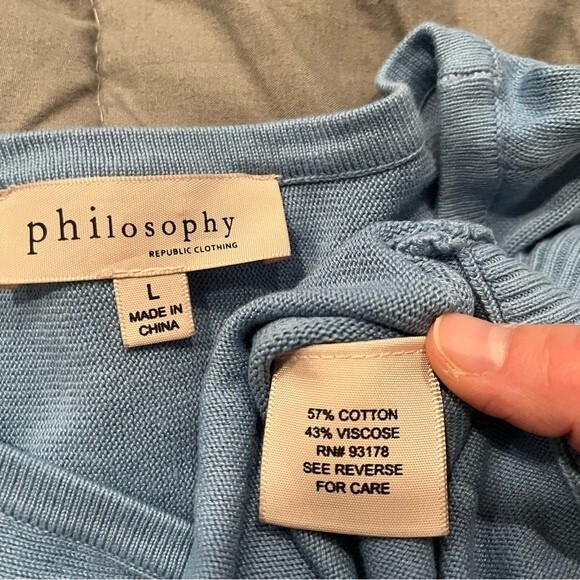 philosophy
REPUBLIC CLOTHING
L
MADE IN
CHINA
57% COTTON
43% VISCOSE
RN# 93178
SEE REVERSE
FOR CARE